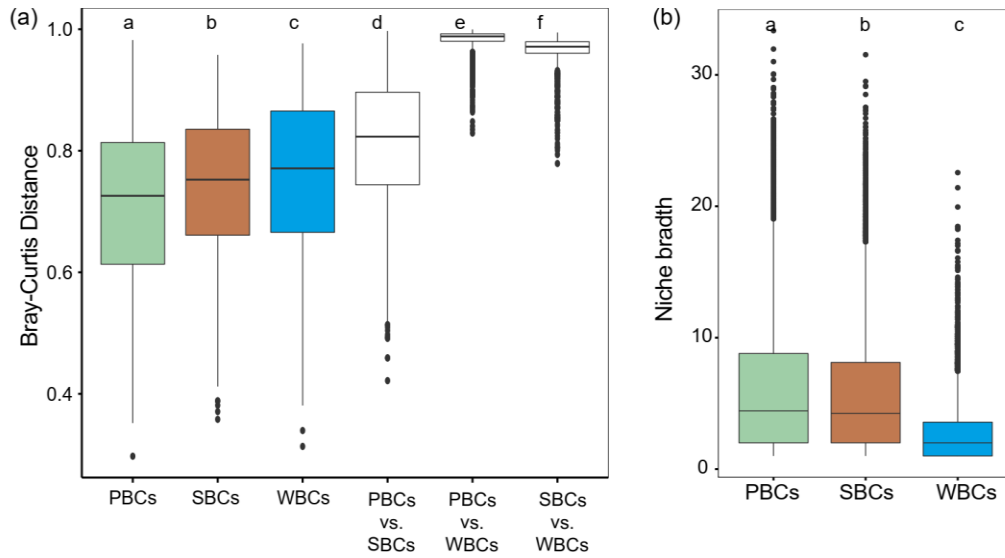 (a)
a b c d e f
Bray-Curtis Distance
1.0
0.8
0.6
0.4
PBCs SBCs WBCs PBCs vs. SBCs PBCs vs. WBCs SBCs vs. WBCs
(b)
a b c
Niche bradth
30
20
10
0
PBCs SBCs WBCs